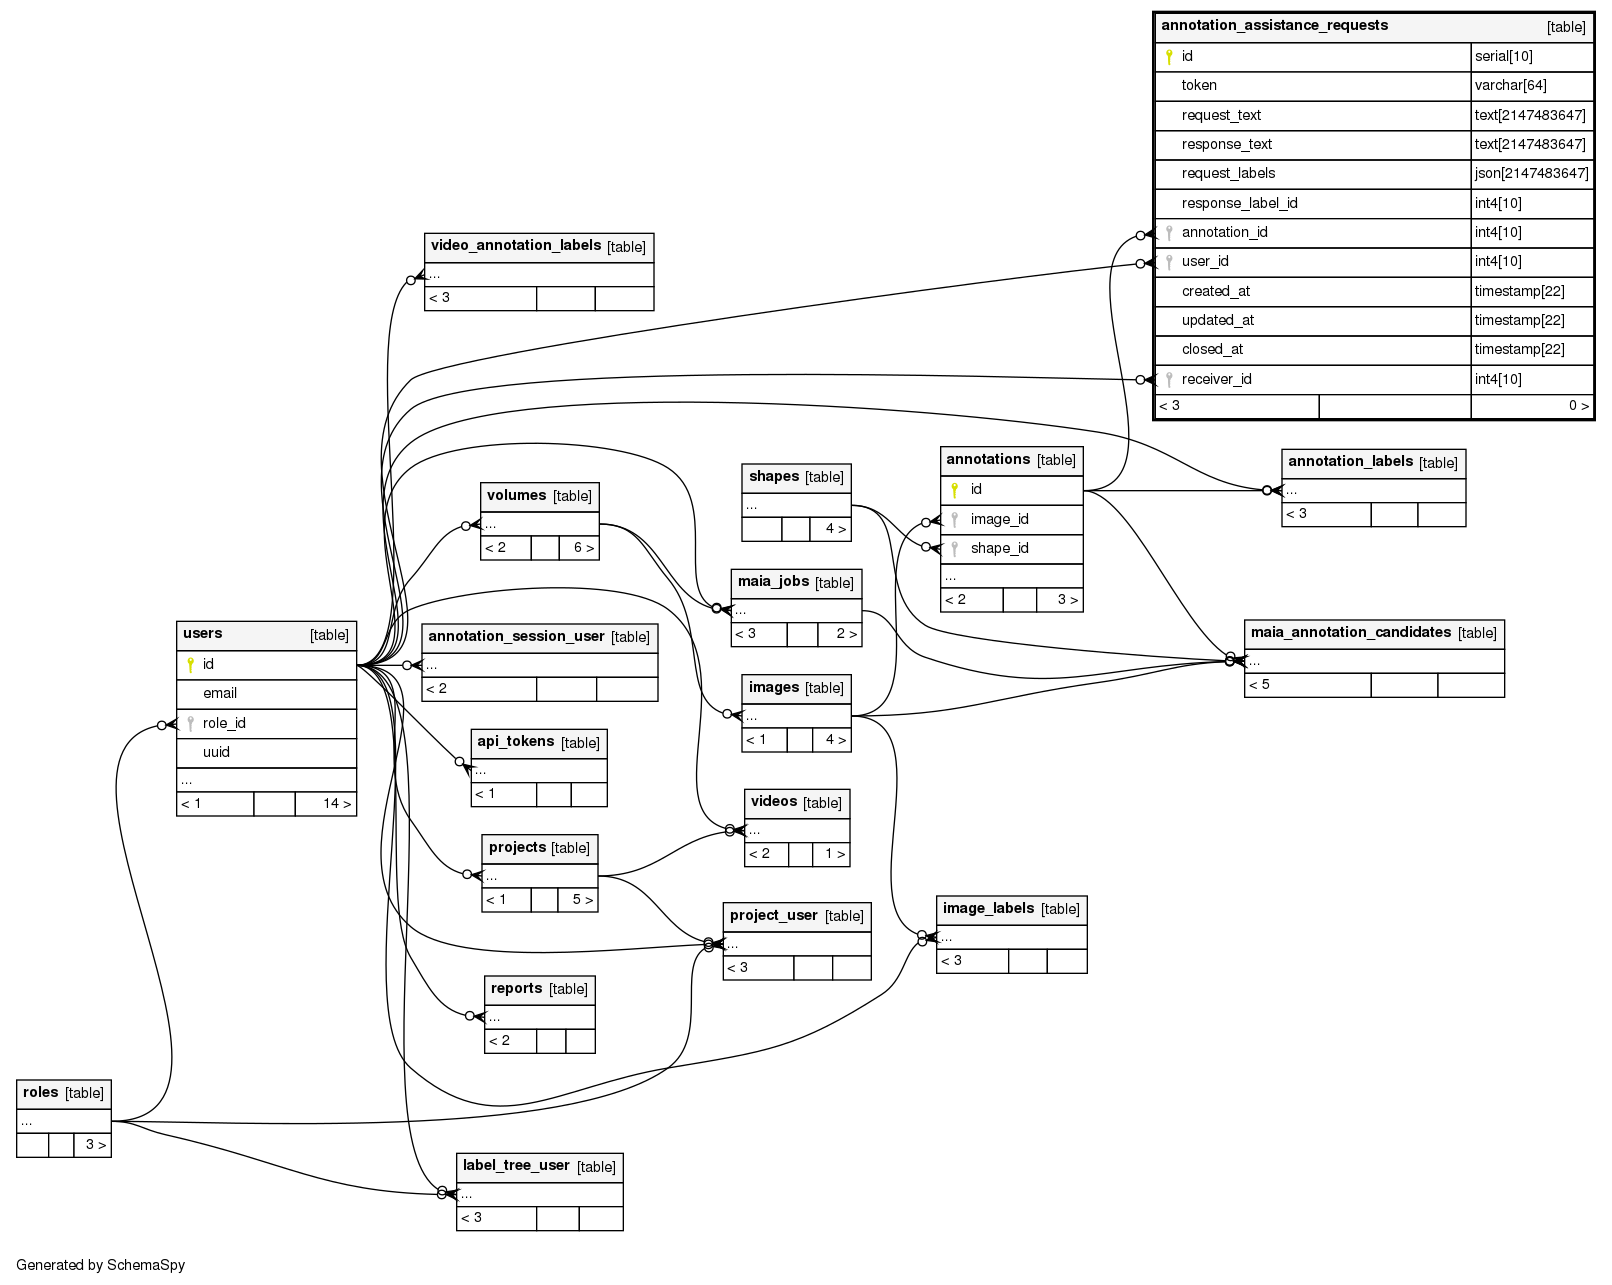 annotation_assistance_requests [table]
id serial[10]
token varchar[64]
request_text text[2147483647]
response_text text[2147483647]
request_labels json[2147483647]
response_label_id int4[10]
annotation_id int4[10]
user_id int4[10]
created_at timestamp[22]
updated_at timestamp[22]
closed_at timestamp[22]
receiver_id int4[10]
< 3 0 >
video_annotation_labels [table]
...
< 3
volumes [table]
...
< 2 6 >
shapes [table]
...
4 >
annotations [table]
id
image_id
shape_id
...
< 2 3 >
annotation_labels [table]
...
< 3
maia_jobs [table]
...
< 3 2 >
users [table]
id
email
role_id
uuid
...
< 1 14 >
annotation_session_user [table]
...
< 2
maia_annotation_candidates [table]
...
< 5
images [table]
...
< 1 4 >
api_tokens [table]
...
< 1
videos [table]
...
< 2 1 >
projects [table]
...
< 1 5 >
project_user [table]
...
< 3
image_labels [table]
...
< 3
reports [table]
...
< 2
roles [table]
...
3 >
label_tree_user [table]
...
< 3
Generated by SchemaSpy